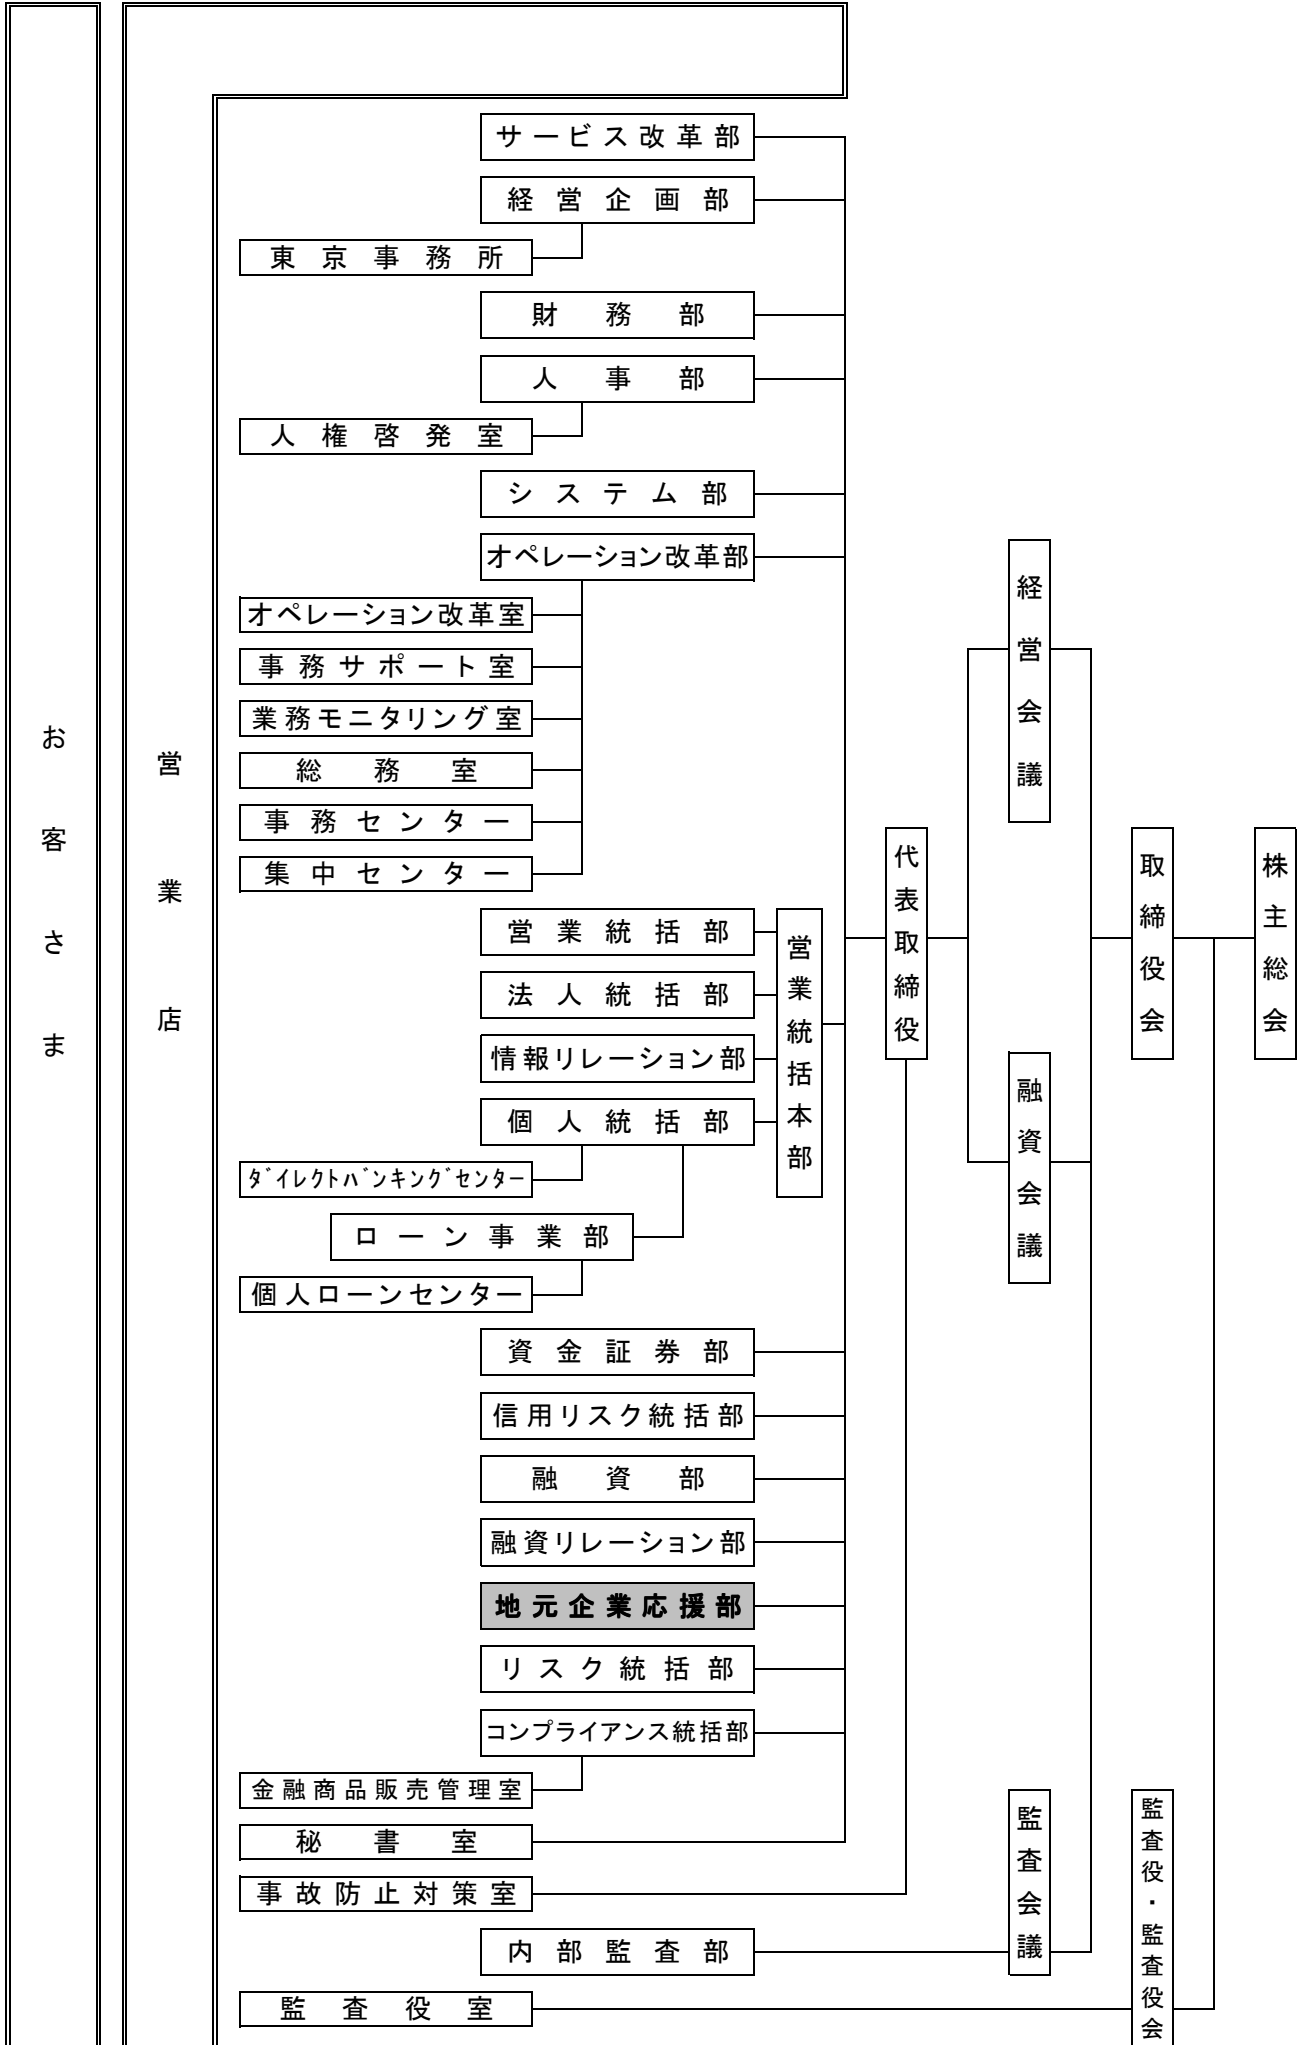 サービス改革部
経営企画部
東京事務所
財務部
人事部
人権啓発室
システム部
オペレーション改革部
オペレーション改革室
事務サポート室
業務モニタリング室
総務室
事務センター
集中センター
営業統括部
法人統括部
情報リレーション部
個人統括部
ﾀﾞｲﾚｸﾄﾊﾞﾝｷﾝｸﾞｾﾝﾀｰ
ローン事業部
個人ローンセンター
資金証券部
信用リスク統括部
融資部
融資リレーション部
地元企業応援部
リスク統括部
コンプライアンス統括部
金融商品販売管理室
秘書室
事故防止対策室
内部監査部
監査役室
お客さま
営業店
営業統括本部
代表取締役
経営会議
融資会議
監査会議
取締役会
監査役・監査役会
株主総会